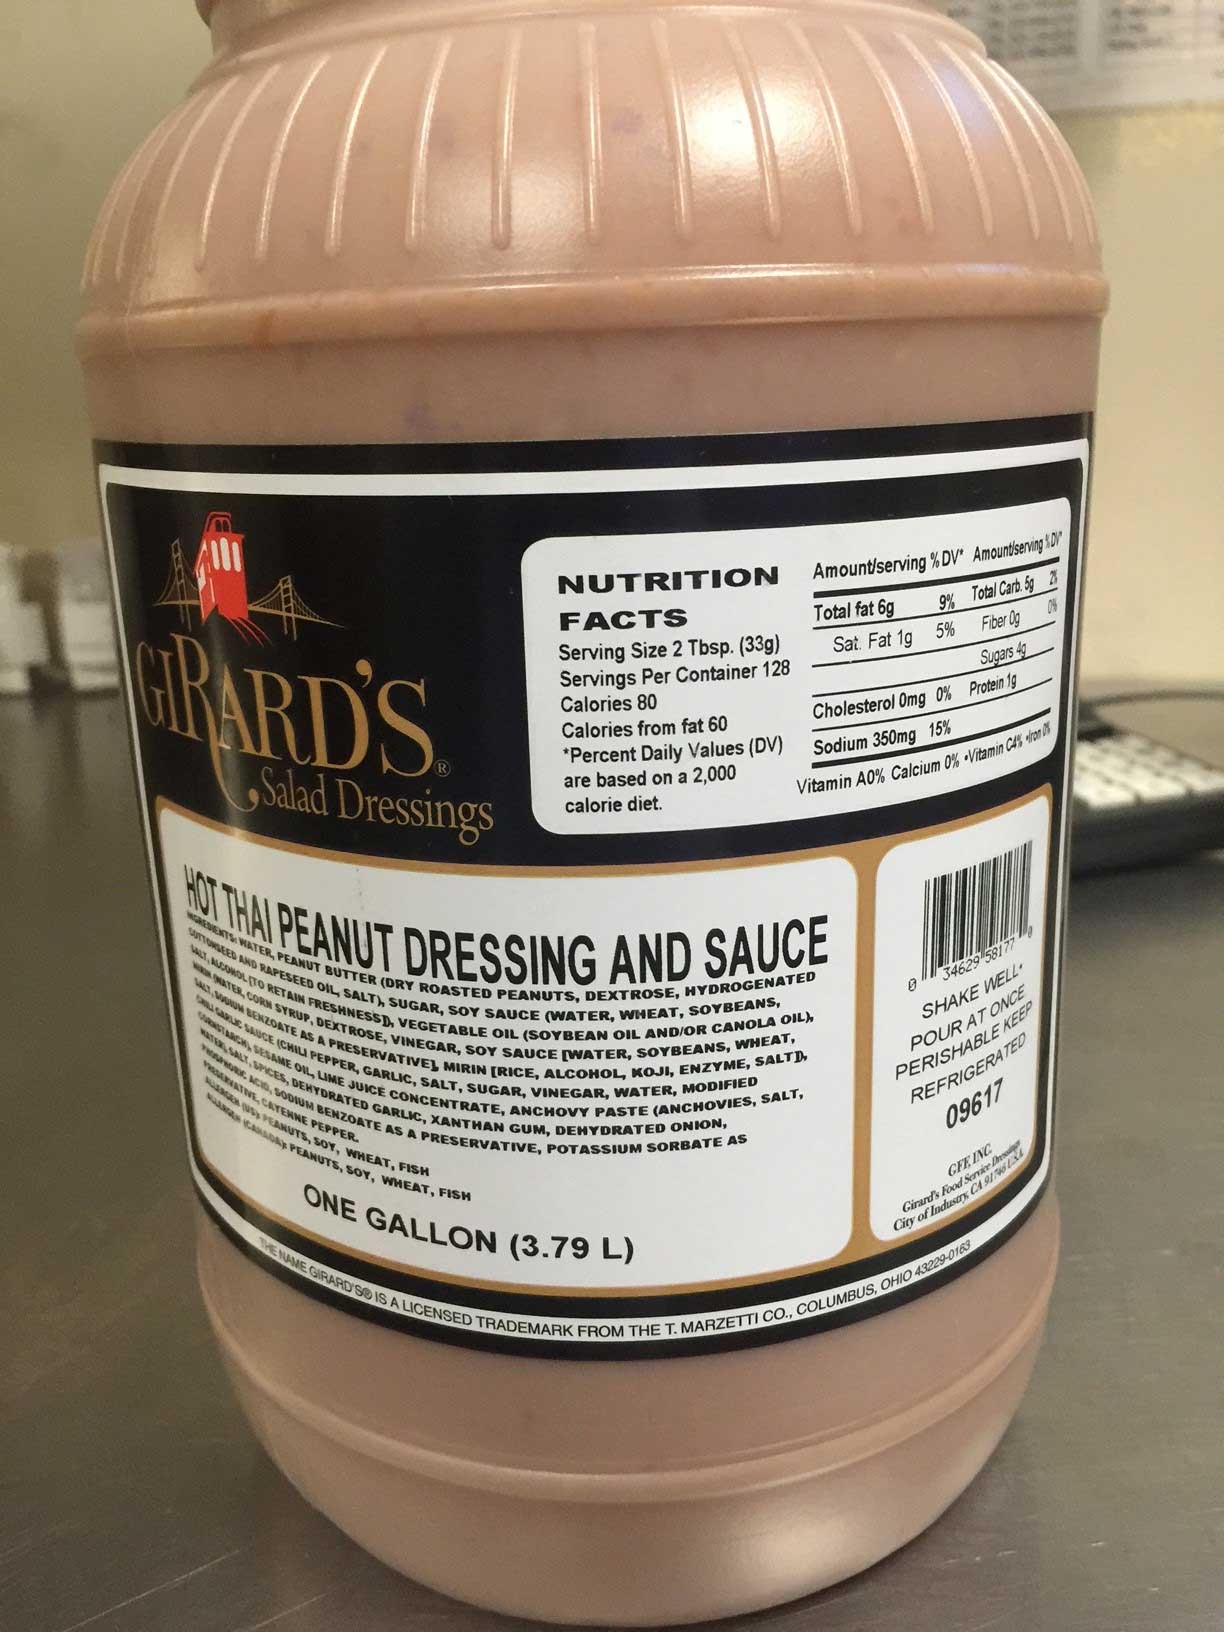 GIRARD'S®
Salad Dressings
NUTRITION
FACTS
Serving Size 2 Tbsp. (33g)
Servings Per Container 128
Calories 80
Calories from fat 60
*Percent Daily Values (DV)
are based on a 2,000
calorie diet.
Amount/serving %DV* Amount/serving %DV*
Total fat 6g 9% Total Carb. 5g 2%
Sat. Fat 1g 5% Fiber 0g 0%
Sugars 4g
Cholesterol 0mg 0% Protein 1g
Sodium 350mg 15%
Vitamin A0% Calcium 0% •Vitamin C4% •Iron 0%
HOT THAI PEANUT DRESSING AND SAUCE
INGREDIENTS: WATER, PEANUT BUTTER (DRY ROASTED PEANUTS, DEXTROSE, HYDROGENATED
COTTONSEED AND RAPESEED OIL, SALT), SUGAR, SOY SAUCE (WATER, WHEAT, SOYBEANS,
SALT, ALCOHOL [TO RETAIN FRESHNESS]), VEGETABLE OIL (SOYBEAN OIL AND/OR CANOLA OIL),
MIRIN (WATER, CORN SYRUP, DEXTROSE, VINEGAR, SOY SAUCE [WATER, SOYBEANS, WHEAT,
SALT, SODIUM BENZOATE AS A PRESERVATIVE], MIRIN [RICE, ALCOHOL, KOJI, ENZYME, SALT]),
CHILI GARLIC SAUCE (CHILI PEPPER, GARLIC, SALT, SUGAR, VINEGAR, WATER, MODIFIED
CORNSTARCH), SESAME OIL, LIME JUICE CONCENTRATE, ANCHOVY PASTE (ANCHOVIES, SALT,
WATER), SALT, SPICES, DEHYDRATED GARLIC, XANTHAN GUM, DEHYDRATED ONION,
PHOSPHORIC ACID, SODIUM BENZOATE AS A PRESERVATIVE, POTASSIUM SORBATE AS
PRESERVATIVE, CAYENNE PEPPER.
ALLERGEN (US): PEANUTS, SOY, WHEAT, FISH
ALLERGEN (CANADA): PEANUTS, SOY, WHEAT, FISH
ONE GALLON (3.79 L)
0 34629 58177 0
SHAKE WELL•
POUR AT ONCE
PERISHABLE KEEP
REFRIGERATED
09617
GFF, INC.
Girard's Food Service Dressings
City of Industry, CA 91746 U.S.A.
THE NAME GIRARD'S® IS A LICENSED TRADEMARK FROM THE T. MARZETTI CO., COLUMBUS, OHIO 43229-0163